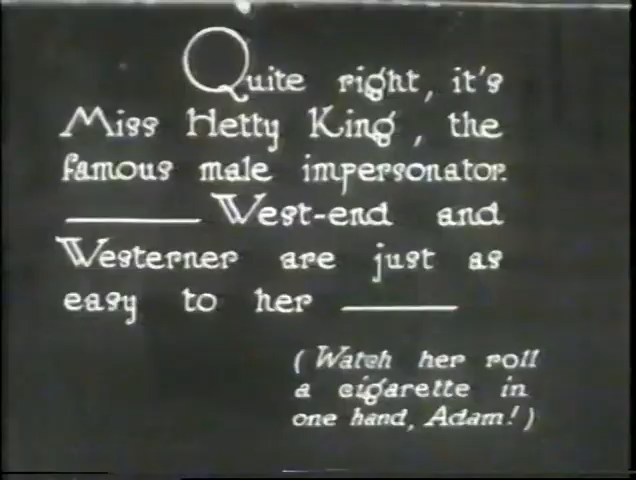 Quite right, it's
Miss Hetty King, the
famous male impersonator.
——— West-end and
Westerner are just as
easy to her ———
(Watch her roll
a cigarette in
one hand, Adam!)